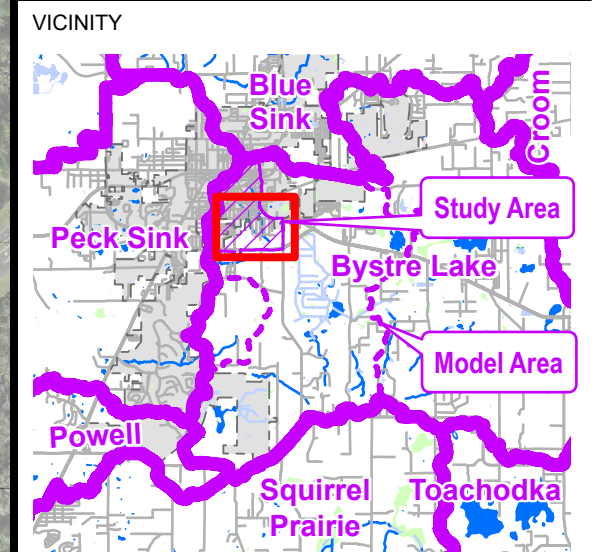 VICINITY
Blue
Sink
Croom
Study Area
Peck Sink
Bystre Lake
Model Area
Powell
Squirrel
Prairie
Toachodka